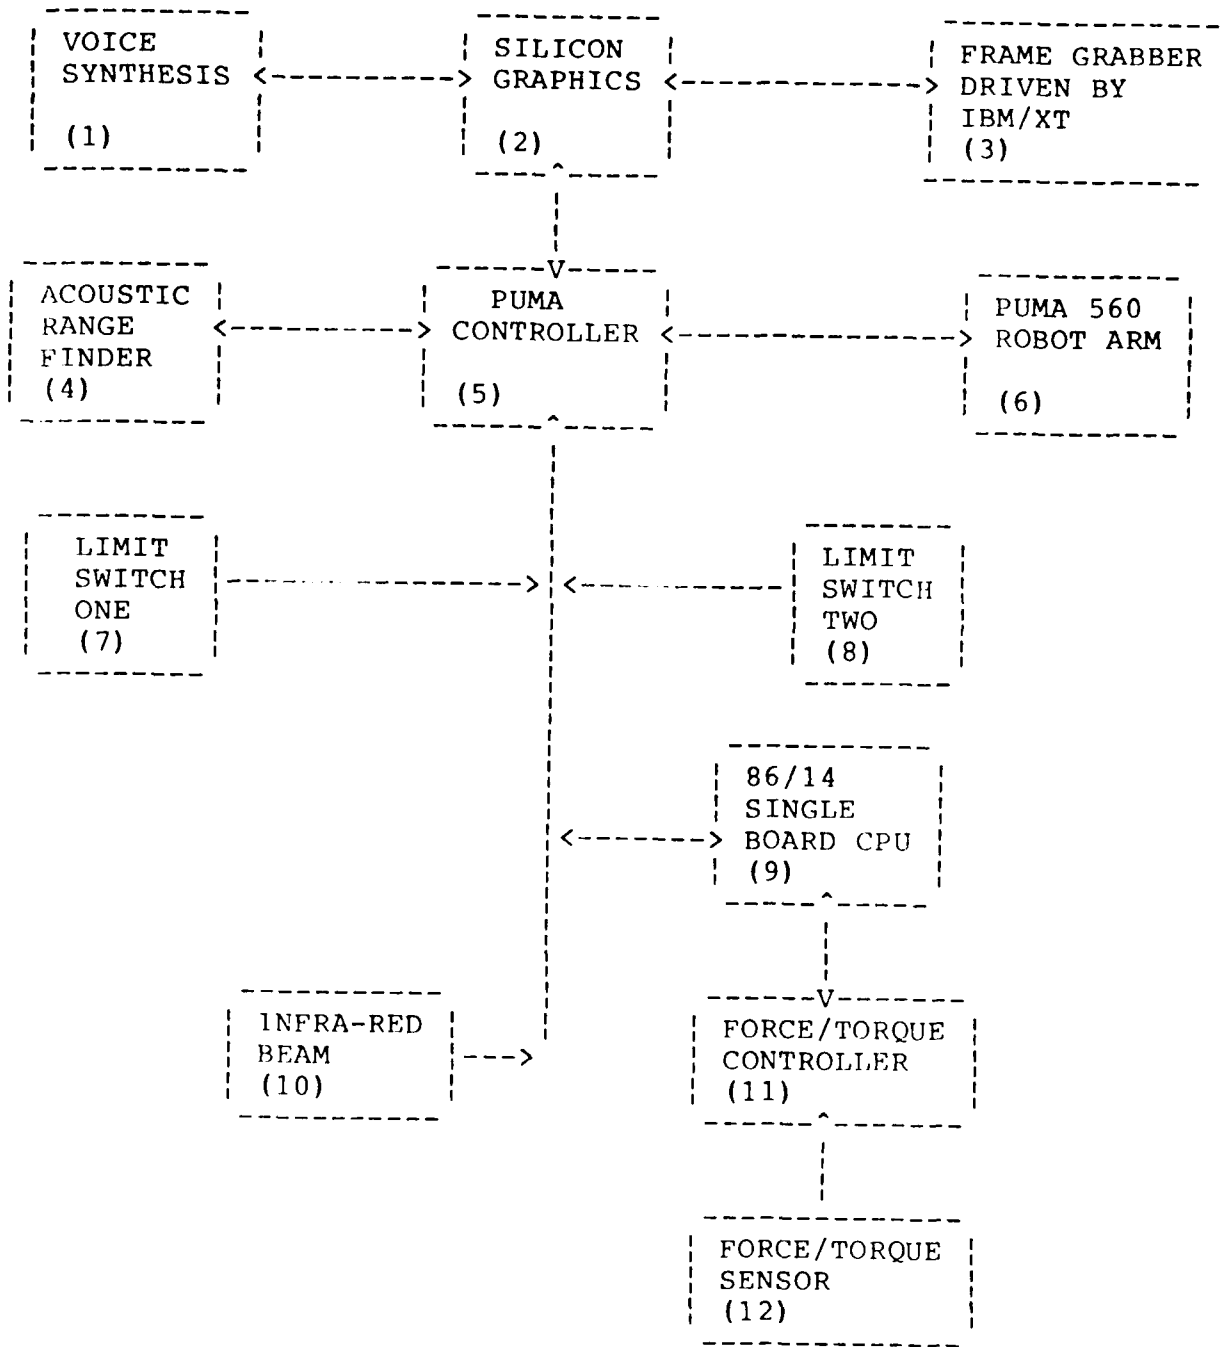 VOICE
SYNTHESIS
(1)
SILICON
GRAPHICS
(2)
FRAME GRABBER
DRIVEN BY
IBM/XT
(3)
ACOUSTIC
RANGE
FINDER
(4)
PUMA
CONTROLLER
(5)
PUMA 560
ROBOT ARM
(6)
LIMIT
SWITCH
ONE
(7)
LIMIT
SWITCH
TWO
(8)
86/14
SINGLE
BOARD CPU
(9)
INFRA-RED
BEAM
(10)
FORCE/TORQUE
CONTROLLER
(11)
FORCE/TORQUE
SENSOR
(12)